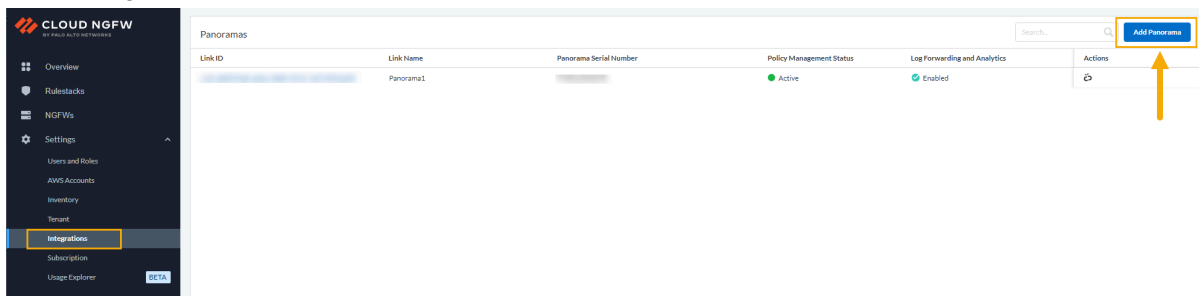 CLOUD NGFW
BY PALO ALTO NETWORKS
Overview
Rulestacks
NGFWs
Settings
Users and Roles
AWS Accounts
Inventory
Tenant
Integrations
Subscription
Usage Explorer BETA
Panoramas
Search...
Add Panorama
Link ID Link Name Panorama Serial Number Policy Management Status Log Forwarding and Analytics Actions
Panorama1 Active Enabled